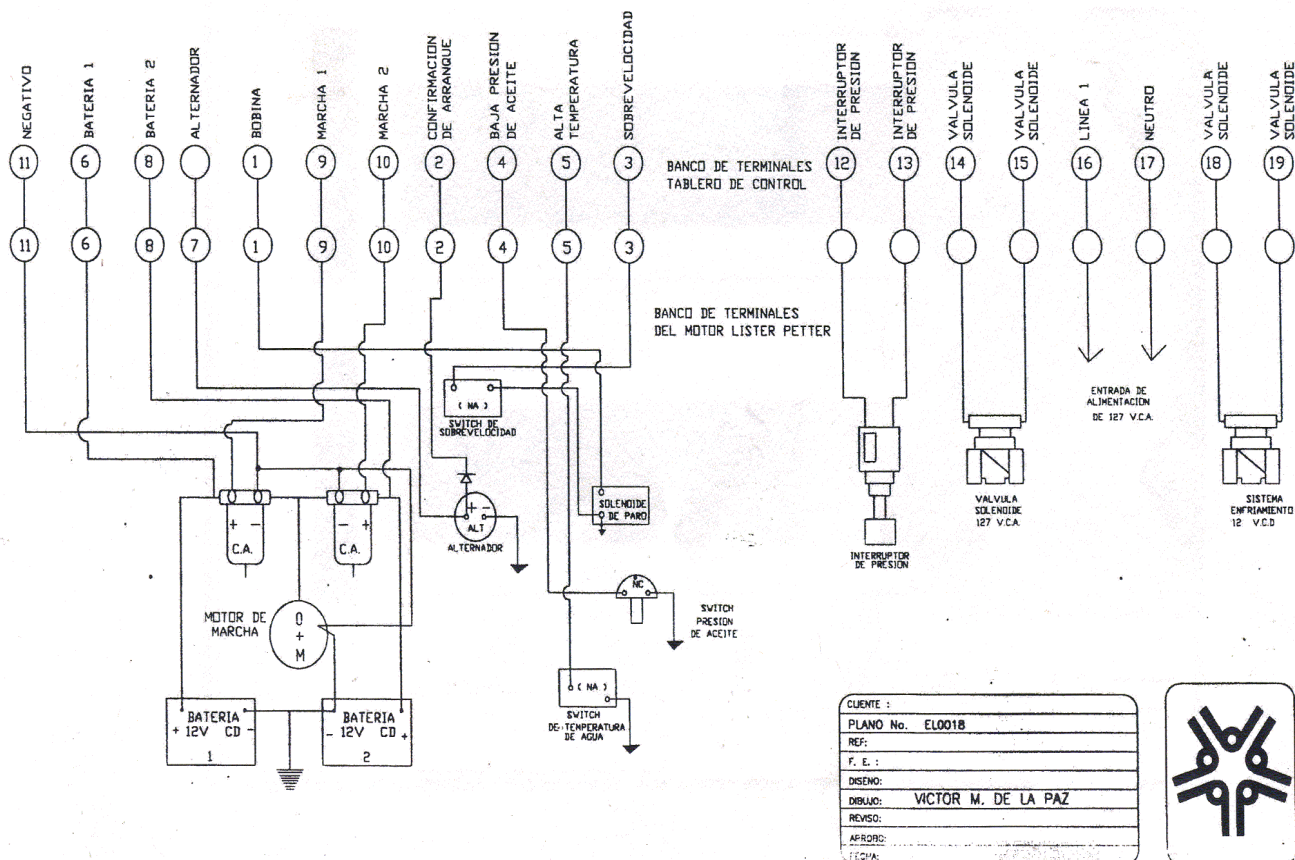 NEGATIVO
BATERIA 1
BATERIA 2
ALTERNADOR
BOBINA
MARCHA 1
MARCHA 2
CONFIRMACION
DE ARRANQUE
BAJA PRESION
DE ACEITE
ALTA
TEMPERATURA
SOBREVELOCIDAD
INTERRUPTOR
DE PRESION
INTERRUPTOR
DE PRESION
VALVULA
SOLENOIDE
VALVULA
SOLENOIDE
LINEA 1
NEUTRO
VALVULA
SOLENOIDE
VALVULA
SOLENOIDE
11 6 8 1 9 10 2 4 5 3
BANCO DE TERMINALES
TABLERO DE CONTROL
12 13 14 15 16 17 18 19
11 6 8 7 1 9 10 2 4 5 3
BANCO DE TERMINALES
DEL MOTOR LISTER PETTER
( NA )
SWITCH DE
SOBREVELOCIDAD
ENTRADA DE
ALIMENTACION
DE 127 V.C.A.
+ -
C.A.
- +
C.A.
+ -
ALT
ALTERNADOR
SOLENOIDE
DE PARO
VALVULA
SOLENOIDE
127 V.C.A.
SISTEMA
ENFRIAMIENTO
12 V.C.D
INTERRUPTOR
DE PRESION
NC
SWITCH
PRESION
DE ACEITE
MOTOR DE
MARCHA
O
+
M
( NA )
SWITCH
DE TEMPERATURA
DE AGUA
BATERIA
+ 12V CD -
1
BATERIA
- 12V CD +
2
CLIENTE :
PLANO No. EL0018
REF:
F. E. :
DISENO:
DIBUJO: VICTOR M. DE LA PAZ
REVISO:
APROBO:
FECHA: